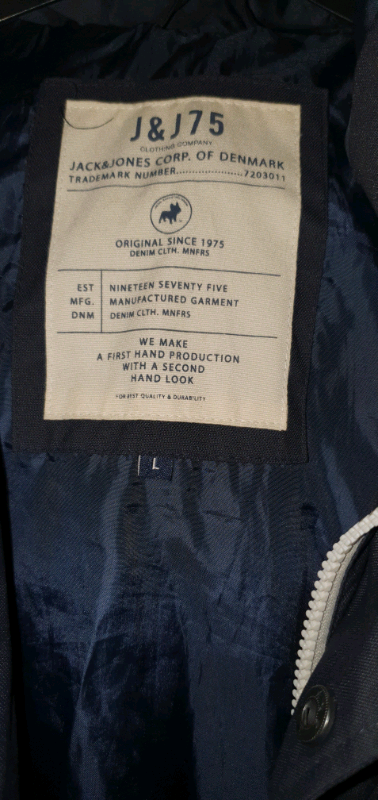 J&J75
CLOTHING COMPANY
JACK&JONES CORP. OF DENMARK
TRADEMARK NUMBER......................7203011
ORIGINAL SINCE 1975
DENIM CLTH. MNFRS
EST NINETEEN SEVENTY FIVE
MFG. MANUFACTURED GARMENT
DNM DENIM CLTH. MNFRS
WE MAKE
A FIRST HAND PRODUCTION
WITH A SECOND
HAND LOOK
FOR BEST QUALITY & DURABILITY
L